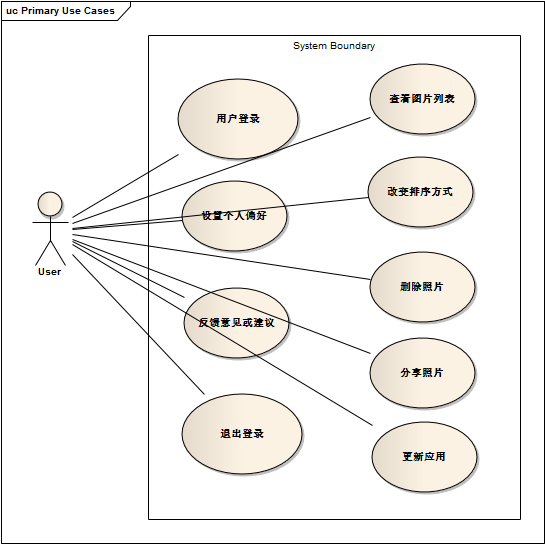 uc Primary Use Cases
System Boundary
用户登录
查看图片列表
设置个人偏好
改变排序方式
User
删除照片
反馈意见或建议
分享照片
退出登录
更新应用